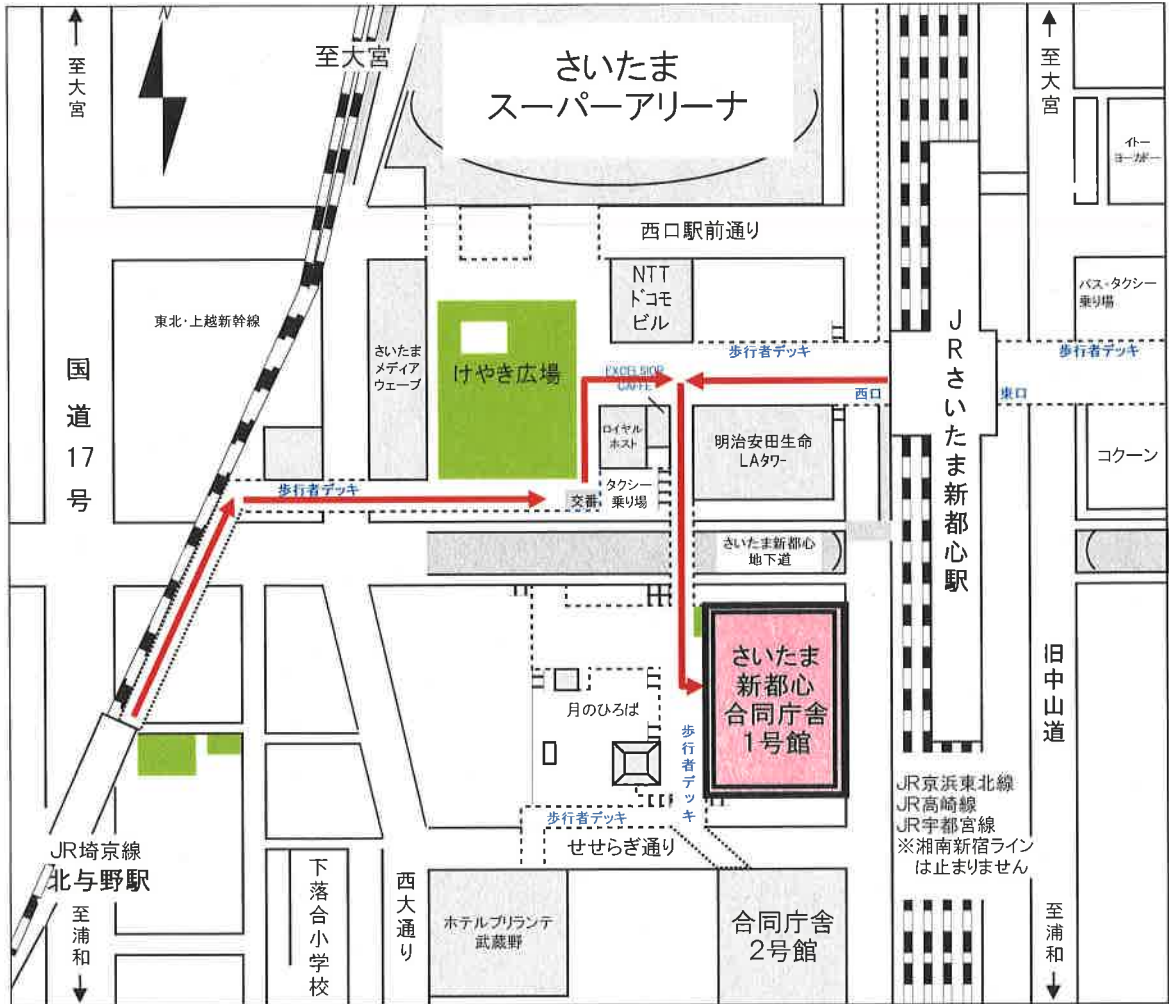 N
至大宮
至大宮
至大宮
さいたま
スーパーアリーナ
イトー
ヨーカドー
西口駅前通り
NTT
ドコモ
ビル
東北・上越新幹線
バス・タクシー
乗り場
さいたま
メディア
ウェーブ
けやき広場
歩行者デッキ
歩行者デッキ
EXCELSIOR
CAFFE
西口
東口
JRさいたま新都心駅
国道17号
ロイヤル
ホスト
明治安田生命
LAタワー
コクーン
歩行者デッキ
交番
タクシー
乗り場
さいたま新都心
地下道
さいたま
新都心
合同庁舎
1号館
月のひろば
歩行者デッキ
旧中山道
歩行者デッキ
せせらぎ通り
JR京浜東北線
JR高崎線
JR宇都宮線
※湘南新宿ライン
は止まりません
JR埼京線
北与野駅
至浦和
下落合小学校
西大通り
ホテルブリランテ
武蔵野
合同庁舎
2号館
至浦和